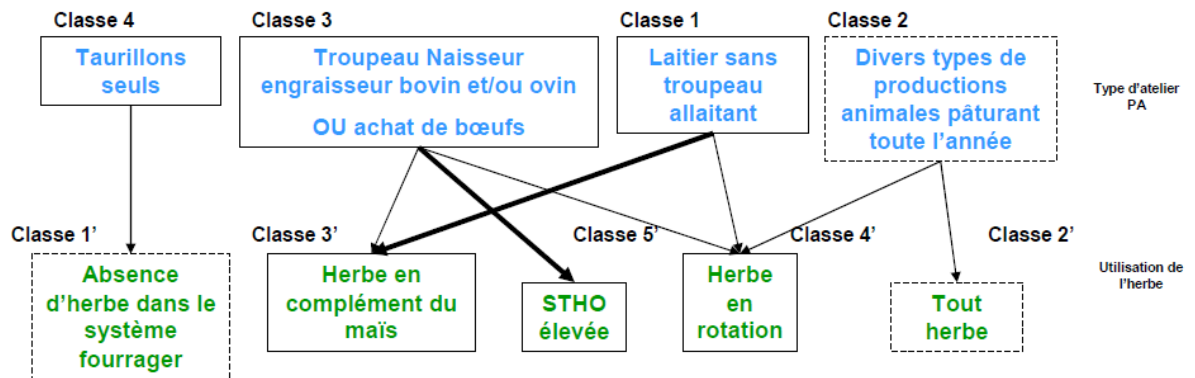 Classe 4
Classe 3
Classe 1
Classe 2
Taurillons
seuls
Troupeau Naisseur
engraisseur bovin et/ou ovin
OU achat de bœufs
Laitier sans
troupeau
allaitant
Divers types de
productions
animales pâturant
toute l'année
Type d'atelier
PA
Classe 1'
Classe 3'
Classe 5'
Classe 4'
Classe 2'
Absence
d'herbe dans le
système
fourrager
Herbe en
complément du
maïs
STHO
élevée
Herbe
en
rotation
Tout
herbe
Utilisation de
l'herbe